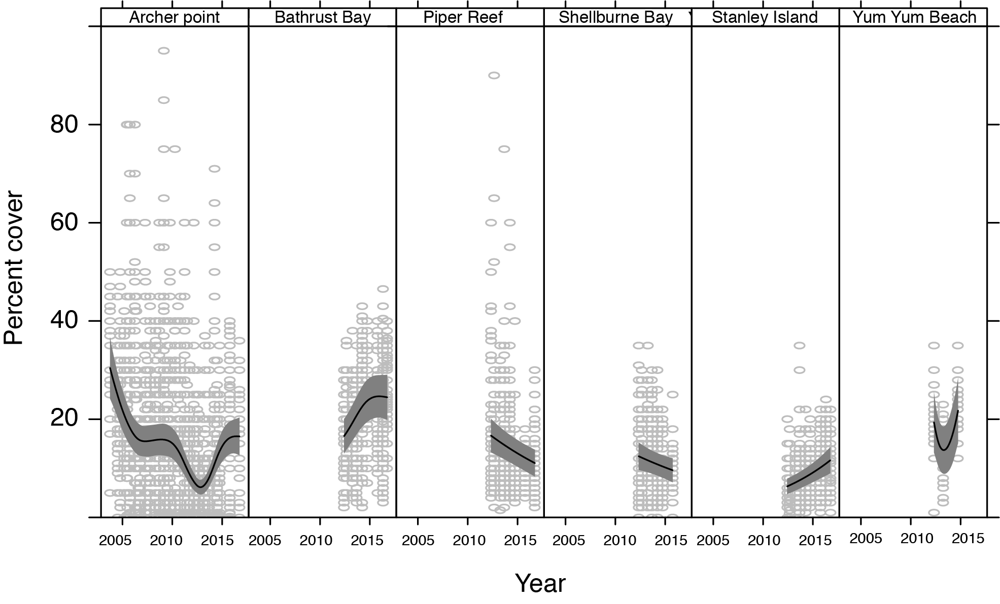 Archer point Bathrust Bay Piper Reef Shellburne Bay Stanley Island Yum Yum Beach
80
60
40
20
Percent cover
2005 2010 2015 2005 2010 2015 2005 2010 2015 2005 2010 2015 2005 2010 2015 2005 2010 2015
Year